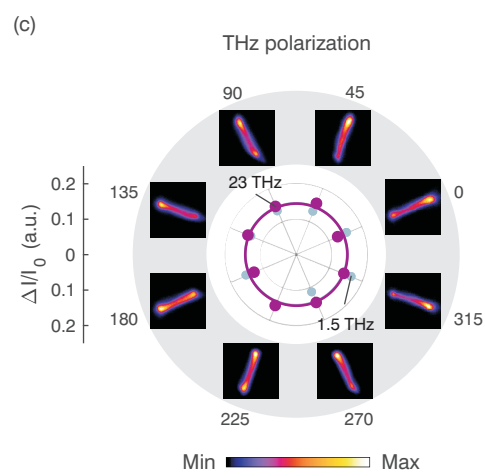 (c)
THz polarization
90
45
135
0
23 THz
0.2
0.1
0
0.1
0.2
ΔI/I₀ (a.u.)
180
315
1.5 THz
225
270
Min
Max